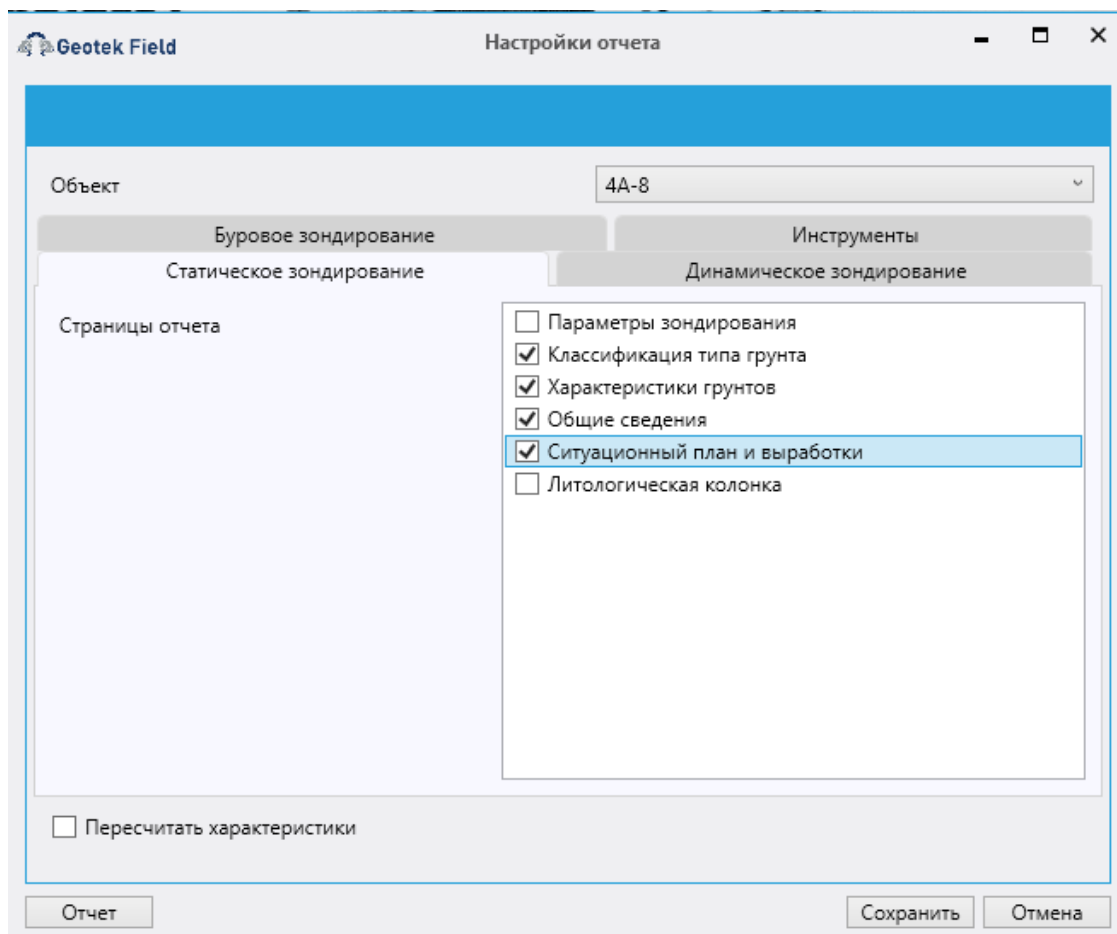 Geotek Field
Настройки отчета
Объект
4А-8
Буровое зондирование
Инструменты
Статическое зондирование
Динамическое зондирование
Страницы отчета
Параметры зондирования
Классификация типа грунта
Характеристики грунтов
Общие сведения
Ситуационный план и выработки
Литологическая колонка
Пересчитать характеристики
Отчет
Сохранить
Отмена